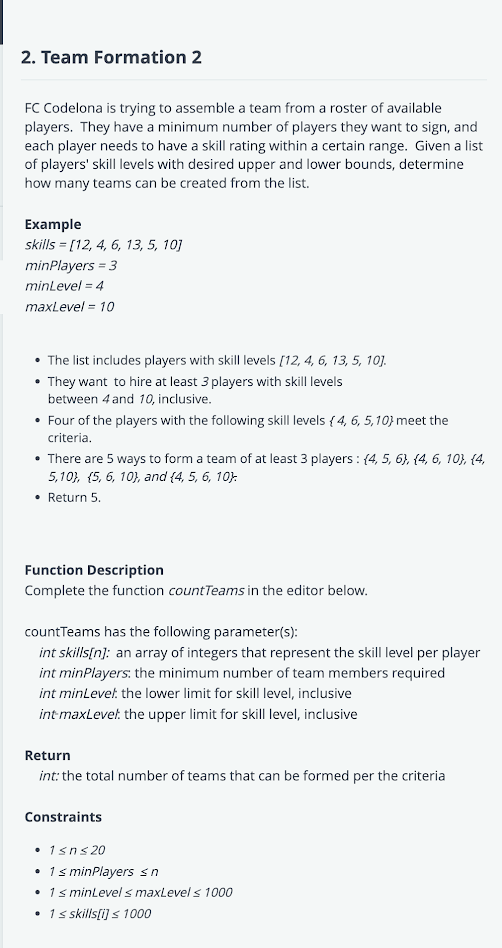 2. Team Formation 2
FC Codelona is trying to assemble a team from a roster of available
players. They have a minimum number of players they want to sign, and
each player needs to have a skill rating within a certain range. Given a list
of players' skill levels with desired upper and lower bounds, determine
how many teams can be created from the list.
Example
skills = [12, 4, 6, 13, 5, 10]
minPlayers = 3
minLevel = 4
maxLevel = 10
• The list includes players with skill levels [12, 4, 6, 13, 5, 10].
• They want to hire at least 3 players with skill levels
between 4 and 10, inclusive.
• Four of the players with the following skill levels { 4, 6, 5,10} meet the
criteria.
• There are 5 ways to form a team of at least 3 players : {4, 5, 6}, {4, 6, 10}, {4,
5,10}, {5, 6, 10}, and {4, 5, 6, 10}.
• Return 5.
Function Description
Complete the function countTeams in the editor below.
countTeams has the following parameter(s):
int skills[n]: an array of integers that represent the skill level per player
int minPlayers: the minimum number of team members required
int minLevel: the lower limit for skill level, inclusive
int maxLevel: the upper limit for skill level, inclusive
Return
int: the total number of teams that can be formed per the criteria
Constraints
• 1 ≤ n ≤ 20
• 1 ≤ minPlayers ≤ n
• 1 ≤ minLevel ≤ maxLevel ≤ 1000
• 1 ≤ skills[i] ≤ 1000